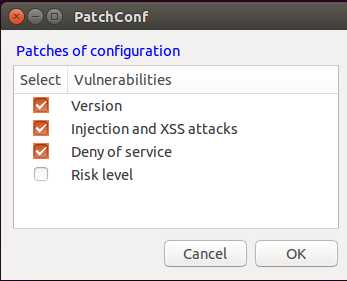 PatchConf
Patches of configuration
Select Vulnerabilities
Version
Injection and XSS attacks
Deny of service
Risk level
Cancel OK